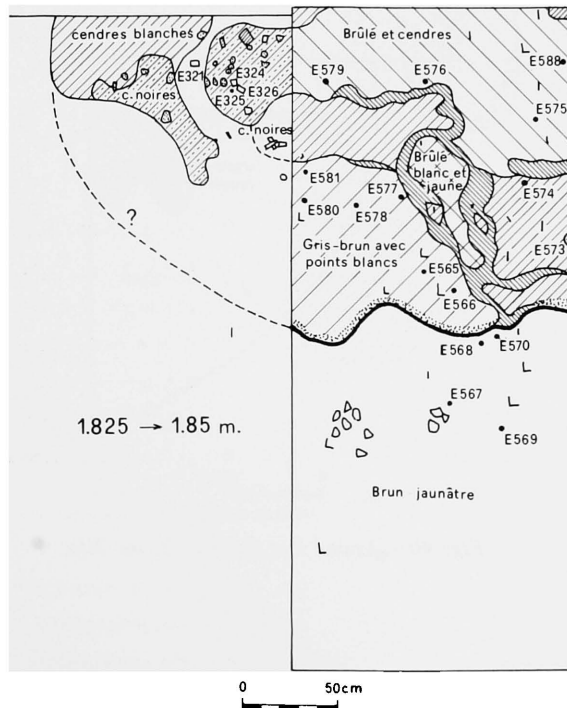 cendres blanches
Brûlé et cendres
E588
E321
E324
E579
E576
c. noires
E325
E326
E575
c. noires
Brûlé
blanc et
jaune
E581
E577
E574
E580
E578
?
Gris-brun avec
points blancs
E573
E565
E566
E568
E570
1.825 → 1.85 m.
E567
E569
Brun jaunâtre
0
50cm